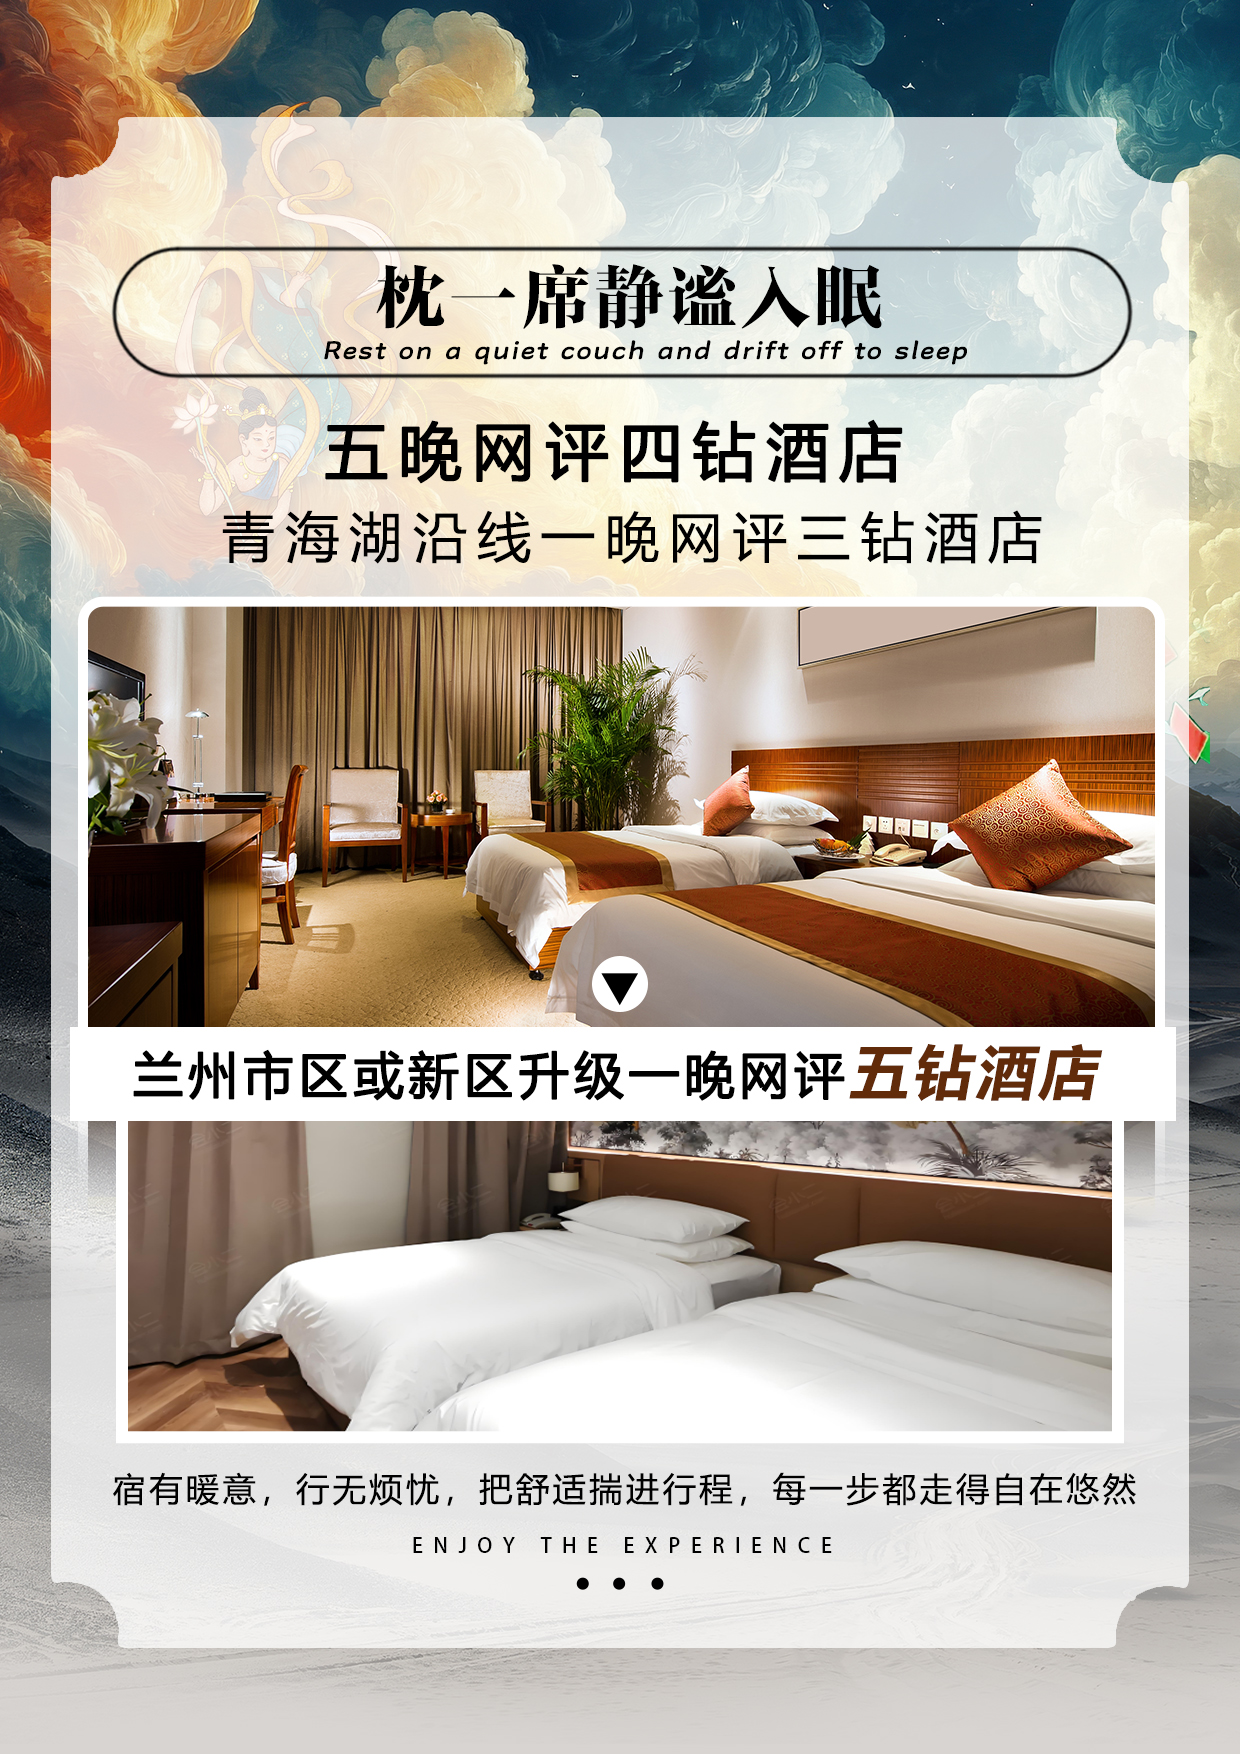 枕一席静谧入眠
Rest on a quiet couch and drift off to sleep
五晚网评四钻酒店
青海湖沿线一晚网评三钻酒店
兰州市区或新区升级一晚网评五钻酒店
宿有暖意，行无烦忧，把舒适揣进行程，每一步都走得自在悠然
ENJOY THE EXPERIENCE